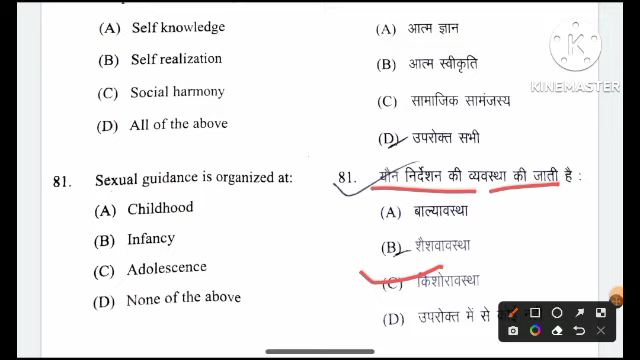 (A) Self knowledge
(B) Self realization
(C) Social harmony
(D) All of the above
81. Sexual guidance is organized at:
(A) Childhood
(B) Infancy
(C) Adolescence
(D) None of the above
(A) आत्म ज्ञान
(B) आत्म स्वीकृति
(C) सामाजिक सामंजस्य
(D) उपरोक्त सभी
81. यौन निर्देशन की व्यवस्था की जाती है :
(A) बाल्यावस्था
(B) शैशवावस्था
(C) किशोरावस्था
(D) उपरोक्त में से
KINEMASTER